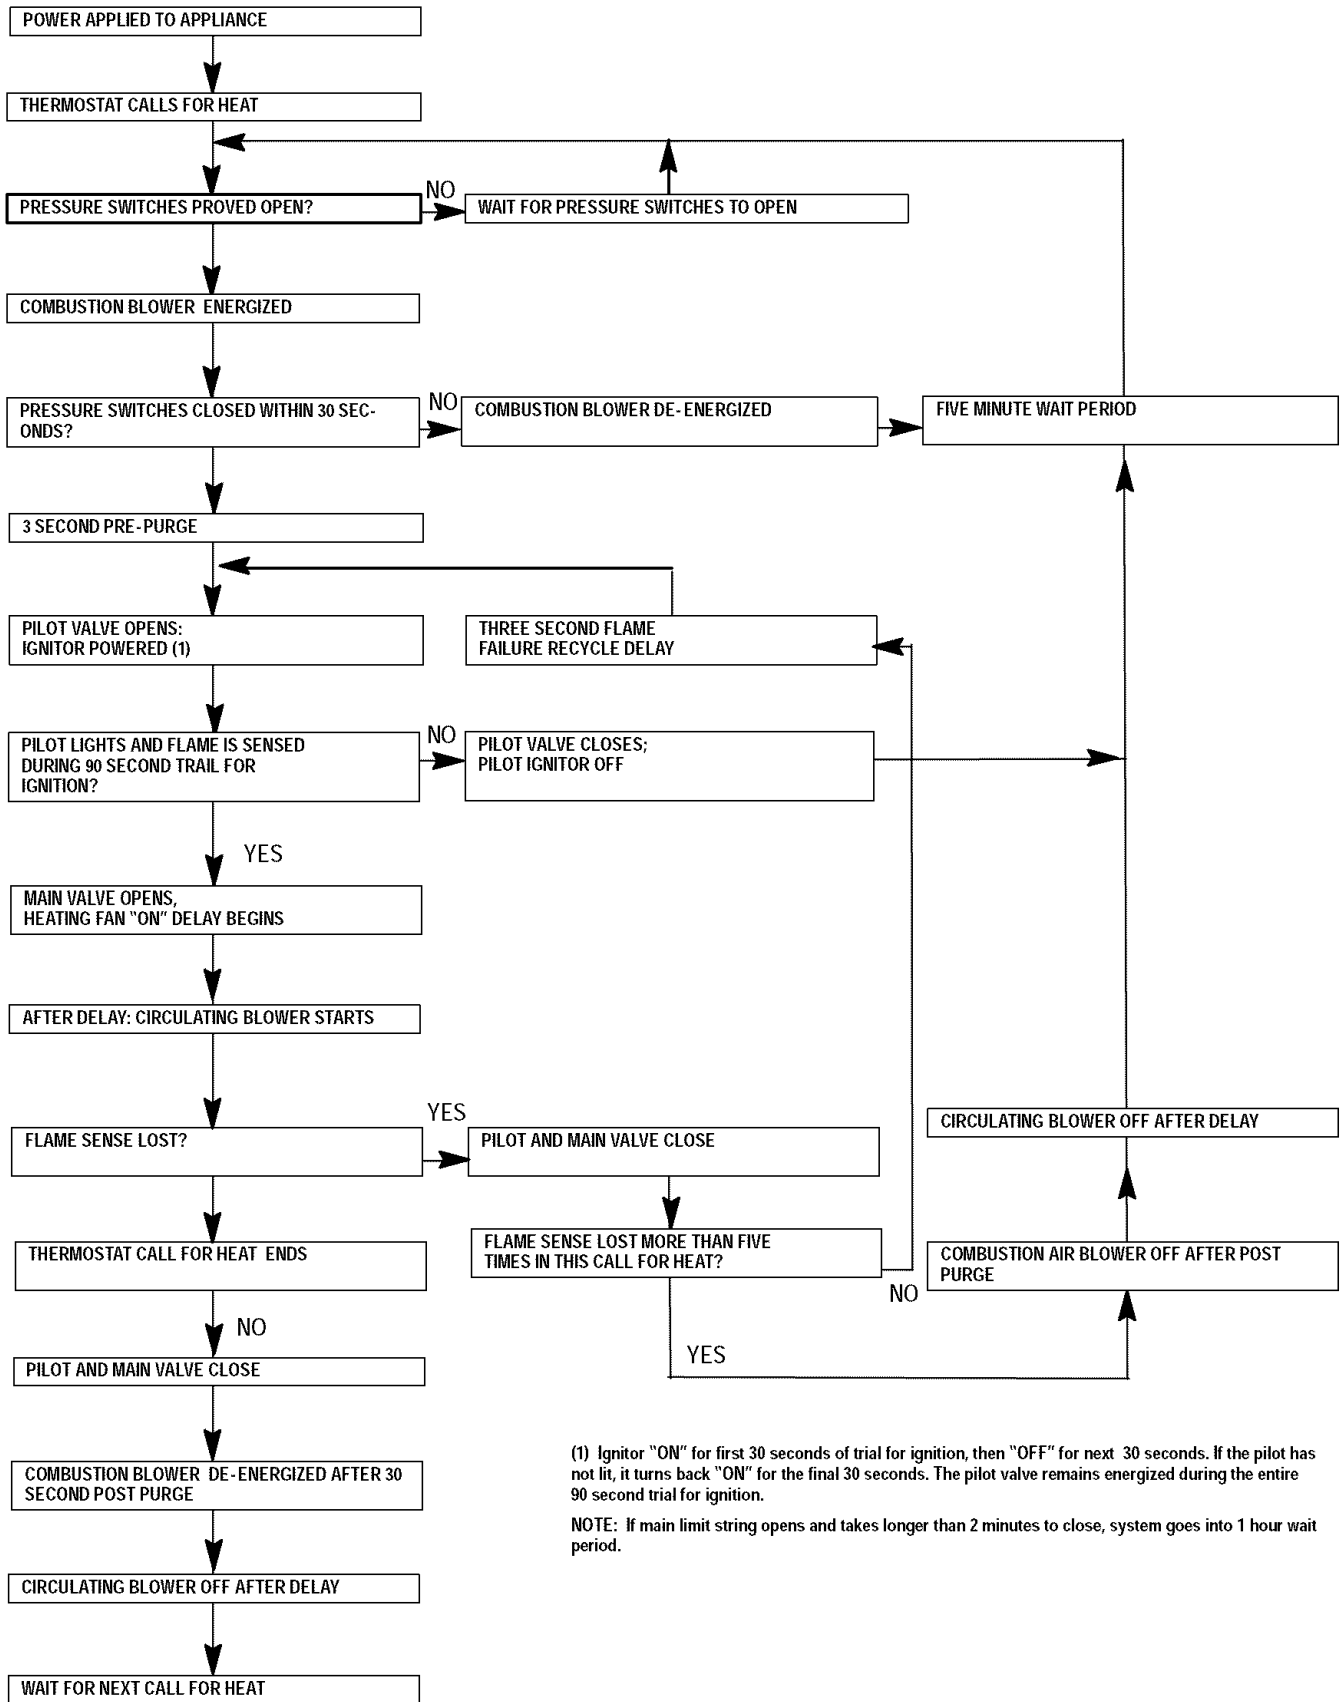 POWER APPLIED TO APPLIANCE
THERMOSTAT CALLS FOR HEAT
NO
PRESSURE SWITCHES PROVED OPEN?
WAIT FOR PRESSURE SWITCHES TO OPEN
COMBUSTION BLOWER ENERGIZED
PRESSURE SWITCHES CLOSED WITHIN 30 SEC-
ONDS?
NO
COMBUSTION BLOWER DE-ENERGIZED
FIVE MINUTE WAIT PERIOD
3 SECOND PRE-PURGE
PILOT VALVE OPENS:
IGNITOR POWERED (1)
THREE SECOND FLAME
FAILURE RECYCLE DELAY
PILOT LIGHTS AND FLAME IS SENSED
DURING 90 SECOND TRAIL FOR
IGNITION?
NO
PILOT VALVE CLOSES;
PILOT IGNITOR OFF
YES
MAIN VALVE OPENS,
HEATING FAN "ON" DELAY BEGINS
AFTER DELAY: CIRCULATING BLOWER STARTS
FLAME SENSE LOST?
YES
PILOT AND MAIN VALVE CLOSE
CIRCULATING BLOWER OFF AFTER DELAY
THERMOSTAT CALL FOR HEAT ENDS
FLAME SENSE LOST MORE THAN FIVE
TIMES IN THIS CALL FOR HEAT?
NO
COMBUSTION AIR BLOWER OFF AFTER POST
PURGE
NO
YES
PILOT AND MAIN VALVE CLOSE
COMBUSTION BLOWER DE-ENERGIZED AFTER 30
SECOND POST PURGE
CIRCULATING BLOWER OFF AFTER DELAY
WAIT FOR NEXT CALL FOR HEAT
(1) Ignitor "ON" for first 30 seconds of trial for ignition, then "OFF" for next 30 seconds. If the pilot has
not lit, it turns back "ON" for the final 30 seconds. The pilot valve remains energized during the entire
90 second trial for ignition.
NOTE: If main limit string opens and takes longer than 2 minutes to close, system goes into 1 hour wait
period.